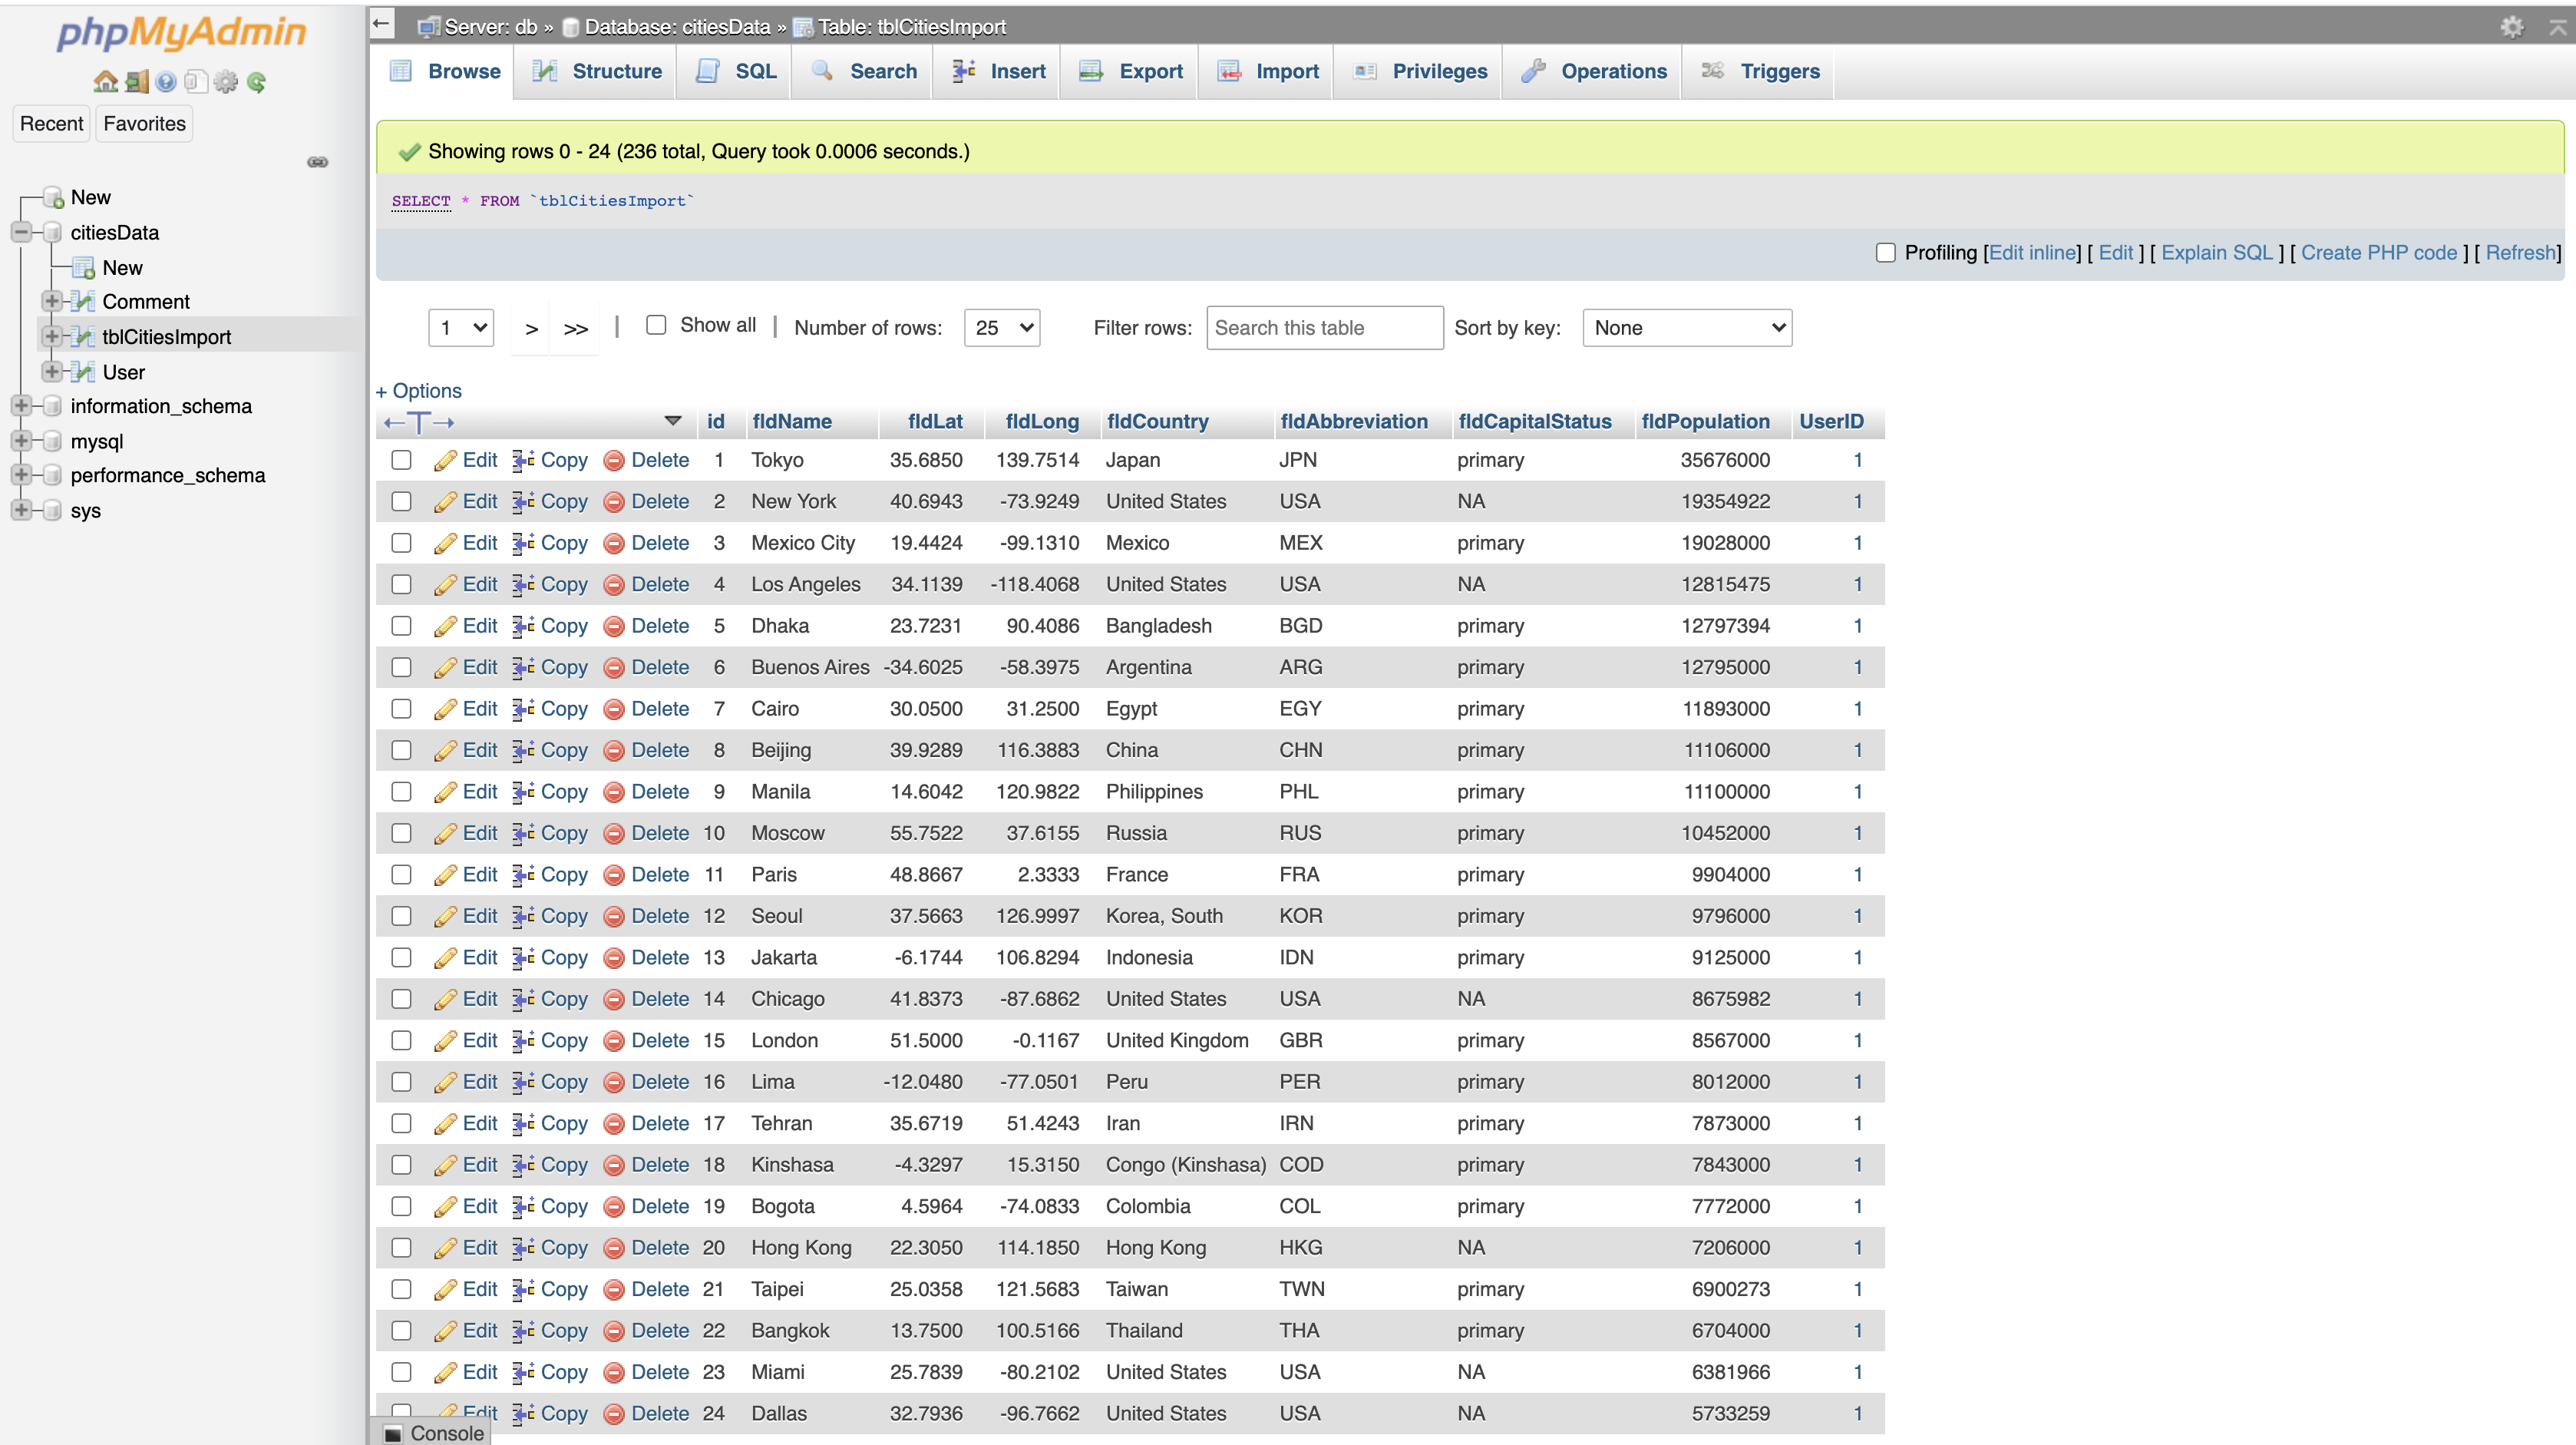 phpMyAdmin
Recent Favorites
New
citiesData
New
Comment
tblCitiesImport
User
information_schema
mysql
performance_schema
sys
Server: db » Database: citiesData » Table: tblCitiesImport
Browse Structure SQL Search Insert Export Import Privileges Operations Triggers
Showing rows 0 - 24 (236 total, Query took 0.0006 seconds.)
SELECT * FROM `tblCitiesImport`
Profiling [Edit inline] [ Edit ] [ Explain SQL ] [ Create PHP code ] [ Refresh]
1 > >> | Show all | Number of rows: 25 Filter rows: Search this table Sort by key: None
+ Options
←T→ id fldName fldLat fldLong fldCountry fldAbbreviation fldCapitalStatus fldPopulation UserID
Edit Copy Delete 1 Tokyo 35.6850 139.7514 Japan JPN primary 35676000 1
Edit Copy Delete 2 New York 40.6943 -73.9249 United States USA NA 19354922 1
Edit Copy Delete 3 Mexico City 19.4424 -99.1310 Mexico MEX primary 19028000 1
Edit Copy Delete 4 Los Angeles 34.1139 -118.4068 United States USA NA 12815475 1
Edit Copy Delete 5 Dhaka 23.7231 90.4086 Bangladesh BGD primary 12797394 1
Edit Copy Delete 6 Buenos Aires -34.6025 -58.3975 Argentina ARG primary 12795000 1
Edit Copy Delete 7 Cairo 30.0500 31.2500 Egypt EGY primary 11893000 1
Edit Copy Delete 8 Beijing 39.9289 116.3883 China CHN primary 11106000 1
Edit Copy Delete 9 Manila 14.6042 120.9822 Philippines PHL primary 11100000 1
Edit Copy Delete 10 Moscow 55.7522 37.6155 Russia RUS primary 10452000 1
Edit Copy Delete 11 Paris 48.8667 2.3333 France FRA primary 9904000 1
Edit Copy Delete 12 Seoul 37.5663 126.9997 Korea, South KOR primary 9796000 1
Edit Copy Delete 13 Jakarta -6.1744 106.8294 Indonesia IDN primary 9125000 1
Edit Copy Delete 14 Chicago 41.8373 -87.6862 United States USA NA 8675982 1
Edit Copy Delete 15 London 51.5000 -0.1167 United Kingdom GBR primary 8567000 1
Edit Copy Delete 16 Lima -12.0480 -77.0501 Peru PER primary 8012000 1
Edit Copy Delete 17 Tehran 35.6719 51.4243 Iran IRN primary 7873000 1
Edit Copy Delete 18 Kinshasa -4.3297 15.3150 Congo (Kinshasa) COD primary 7843000 1
Edit Copy Delete 19 Bogota 4.5964 -74.0833 Colombia COL primary 7772000 1
Edit Copy Delete 20 Hong Kong 22.3050 114.1850 Hong Kong HKG NA 7206000 1
Edit Copy Delete 21 Taipei 25.0358 121.5683 Taiwan TWN primary 6900273 1
Edit Copy Delete 22 Bangkok 13.7500 100.5166 Thailand THA primary 6704000 1
Edit Copy Delete 23 Miami 25.7839 -80.2102 United States USA NA 6381966 1
Edit Copy Delete 24 Dallas 32.7936 -96.7662 United States USA NA 5733259 1
Console